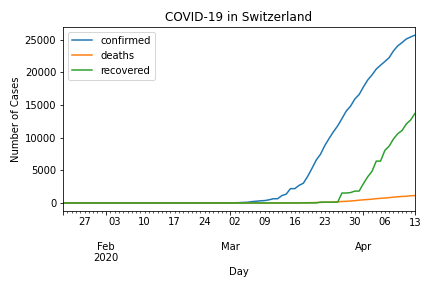 COVID-19 in Switzerland
confirmed
deaths
recovered
Number of Cases
25000
20000
15000
10000
5000
0
27 03 10 17 24 02 09 16 23 30 06 13
Feb Mar Apr
2020
Day